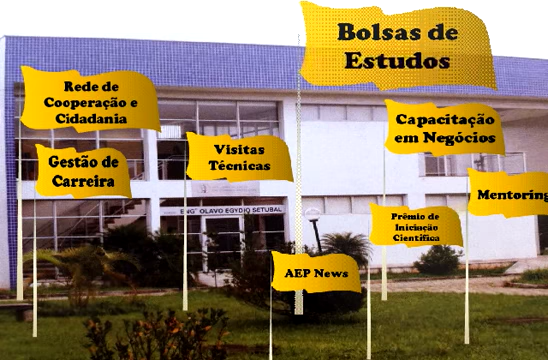 Bolsas de
Estudos
Rede de
Cooperação e
Cidadania
Capacitação
em Negócios
Visitas
Técnicas
Gestão de
Carreira
Mentoring
ENGº OLAVO EGYDIO SETUBAL
Prêmio de
Iniciação
Científica
AEP News